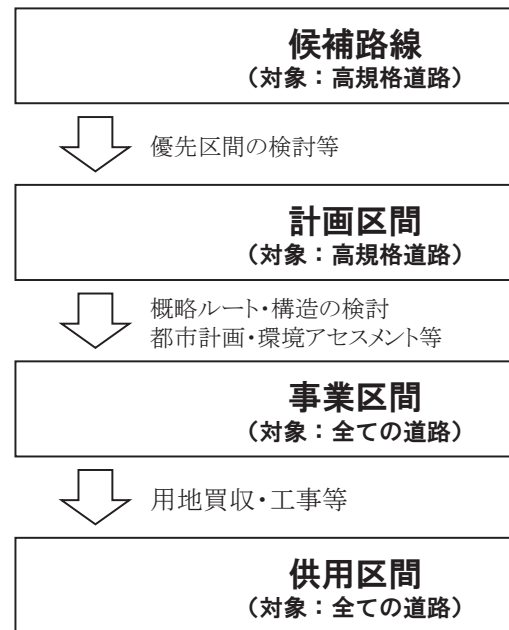 候補路線
（対象：高規格道路）
優先区間の検討等
計画区間
（対象：高規格道路）
概略ルート・構造の検討
都市計画・環境アセスメント等
事業区間
（対象：全ての道路）
用地買収・工事等
供用区間
（対象：全ての道路）